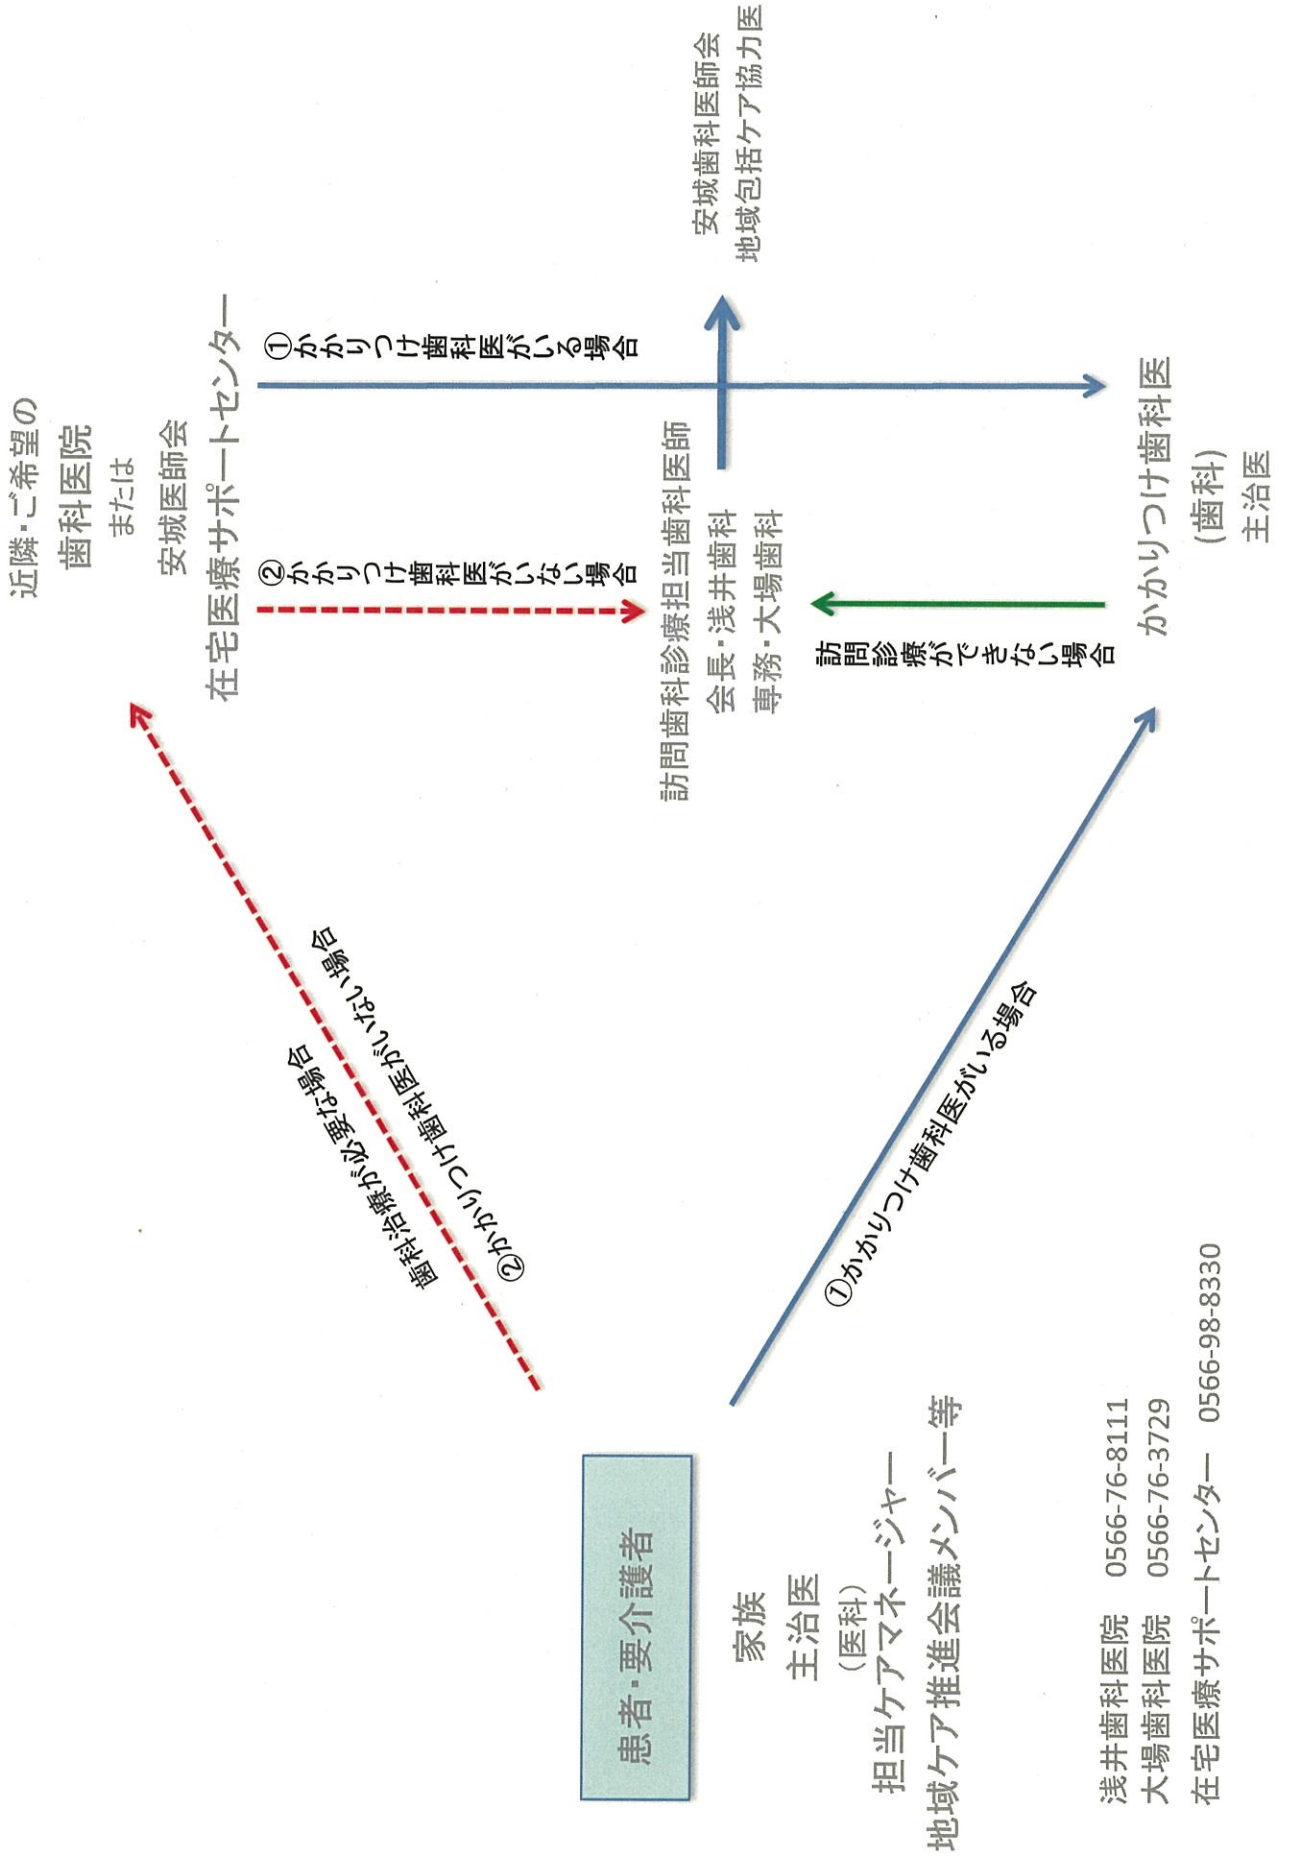 近隣・ご希望の
歯科医院
または
安城医師会
在宅医療サポートセンター
歯科治療が必要な場合
②かかりつけ歯科医がいない場合
②かかりつけ歯科医がいない場合
①かかりつけ歯科医がいる場合
患者・要介護者
家族
主治医
（医科）
担当ケアマネージャー
地域ケア推進会議メンバー等
訪問歯科診療担当歯科医師
会長・浅井歯科
専務・大場歯科
安城歯科医師会
地域包括ケア協力医
①かかりつけ歯科医がいる場合
訪問診療ができない場合
かかりつけ歯科医
(歯科)
主治医
浅井歯科医院 0566-76-8111
大場歯科医院 0566-76-3729
在宅医療サポートセンター 0566-98-8330